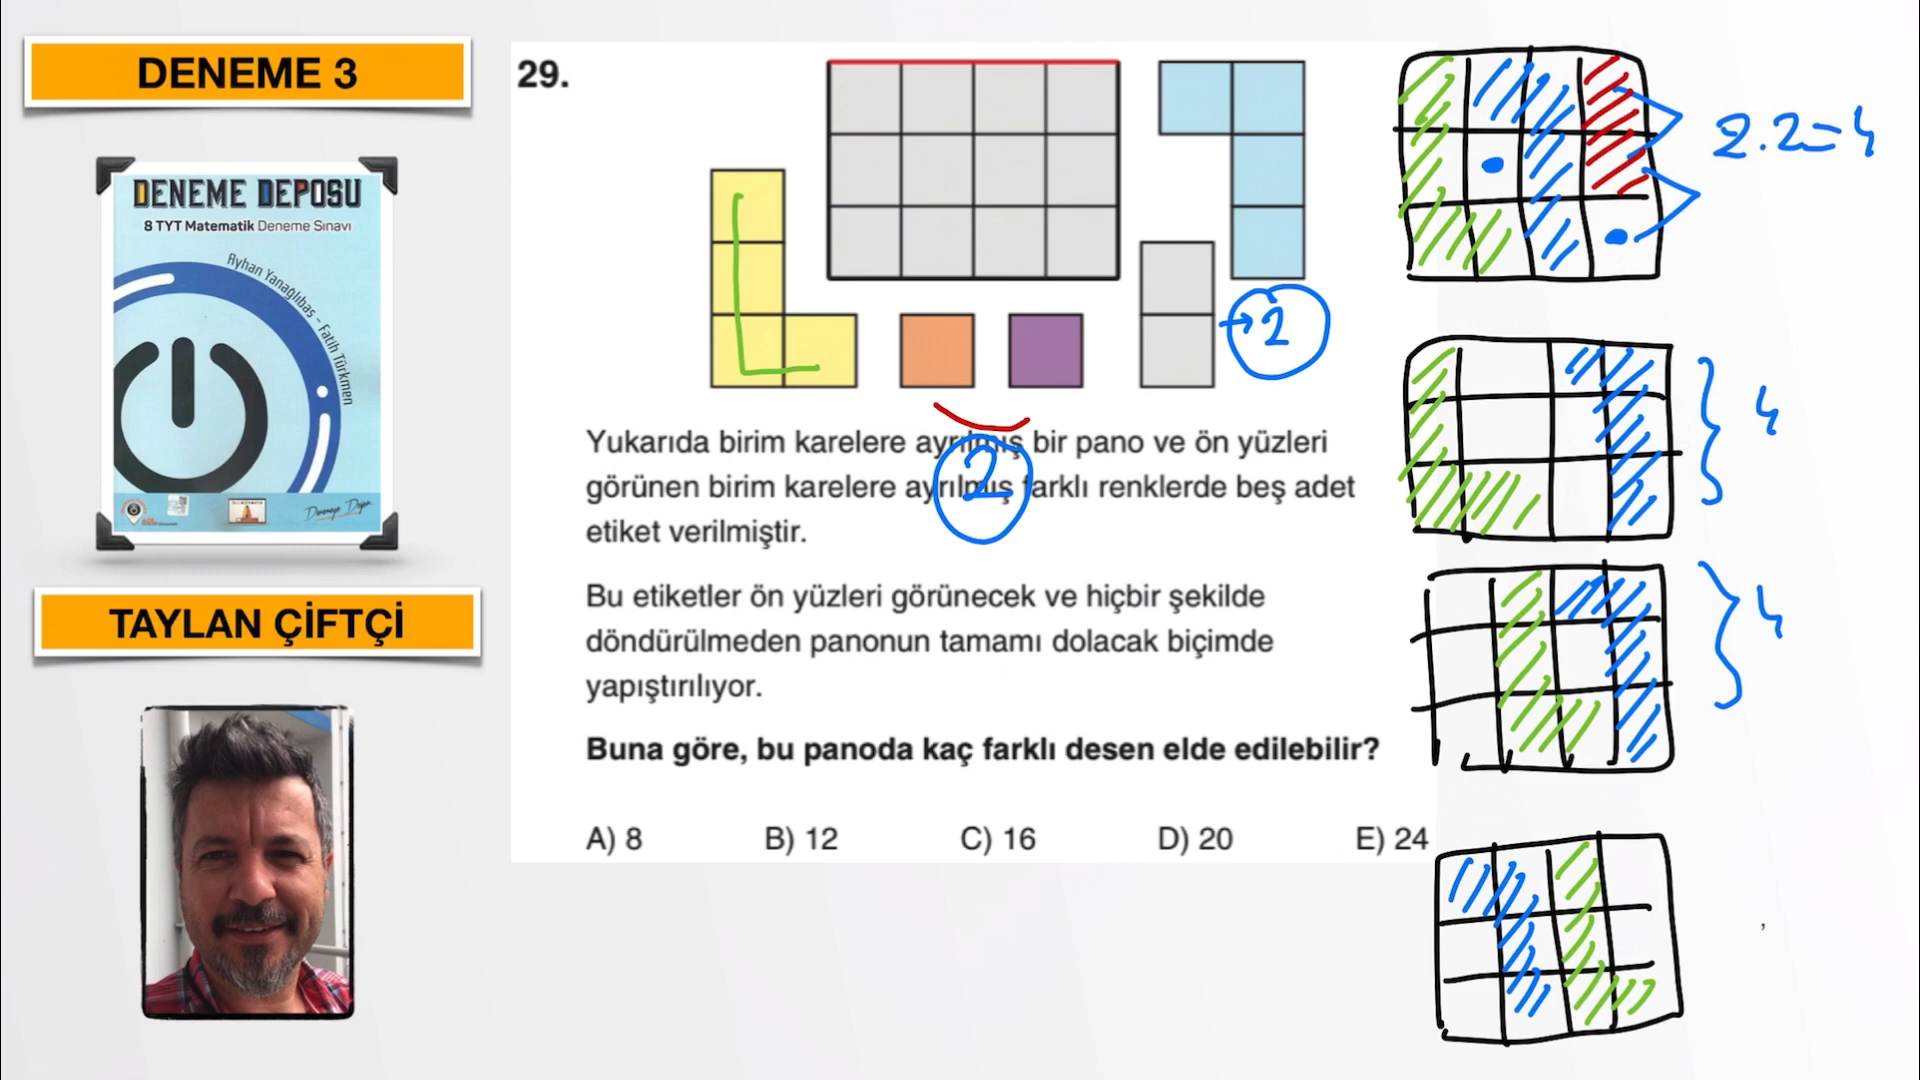 DENEME 3
DENEME DEPOSU
8 TYT Matematik Deneme Sınavı
Ayhan Yanağlıbaş - Fatih Türkmen
TAYLAN ÇİFTÇİ
29.
→2
2
Yukarıda birim karelere ayrılmış bir pano ve ön yüzleri
görünen birim karelere ayrılmış farklı renklerde beş adet
etiket verilmiştir.
Bu etiketler ön yüzleri görünecek ve hiçbir şekilde
döndürülmeden panonun tamamı dolacak biçimde
yapıştırılıyor.
Buna göre, bu panoda kaç farklı desen elde edilebilir?
A) 8 B) 12 C) 16 D) 20 E) 24
2.2=4
4
4